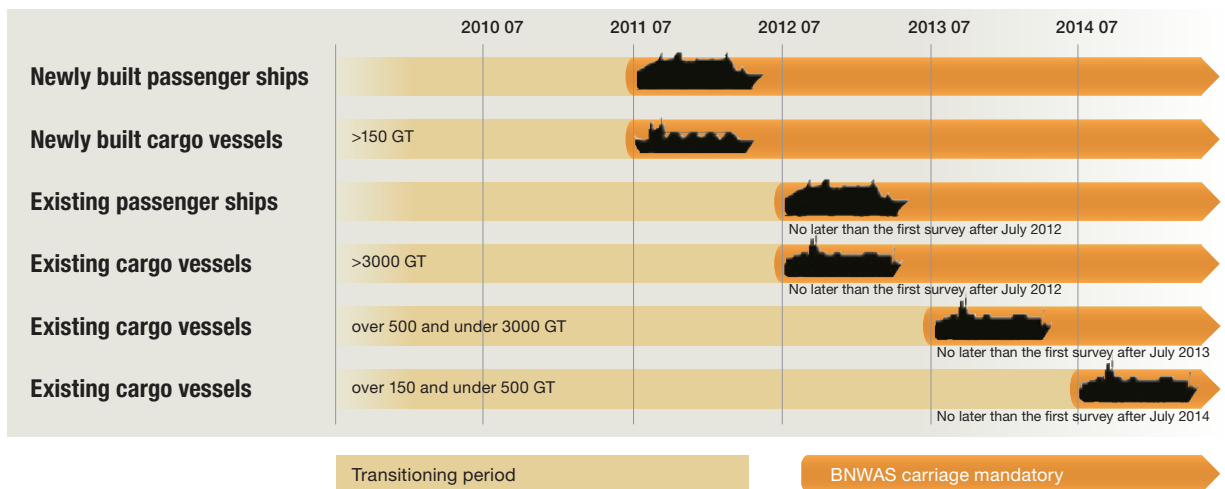 2010 07 2011 07 2012 07 2013 07 2014 07
Newly built passenger ships
Newly built cargo vessels >150 GT
Existing passenger ships
No later than the first survey after July 2012
Existing cargo vessels >3000 GT
No later than the first survey after July 2012
Existing cargo vessels over 500 and under 3000 GT
No later than the first survey after July 2013
Existing cargo vessels over 150 and under 500 GT
No later than the first survey after July 2014
Transitioning period BNWAS carriage mandatory